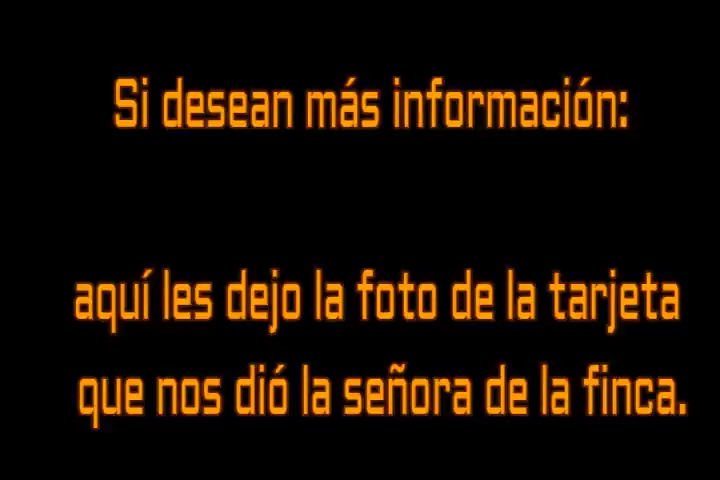 Si desean más información:
aquí les dejo la foto de la tarjeta
que nos dió la señora de la finca.